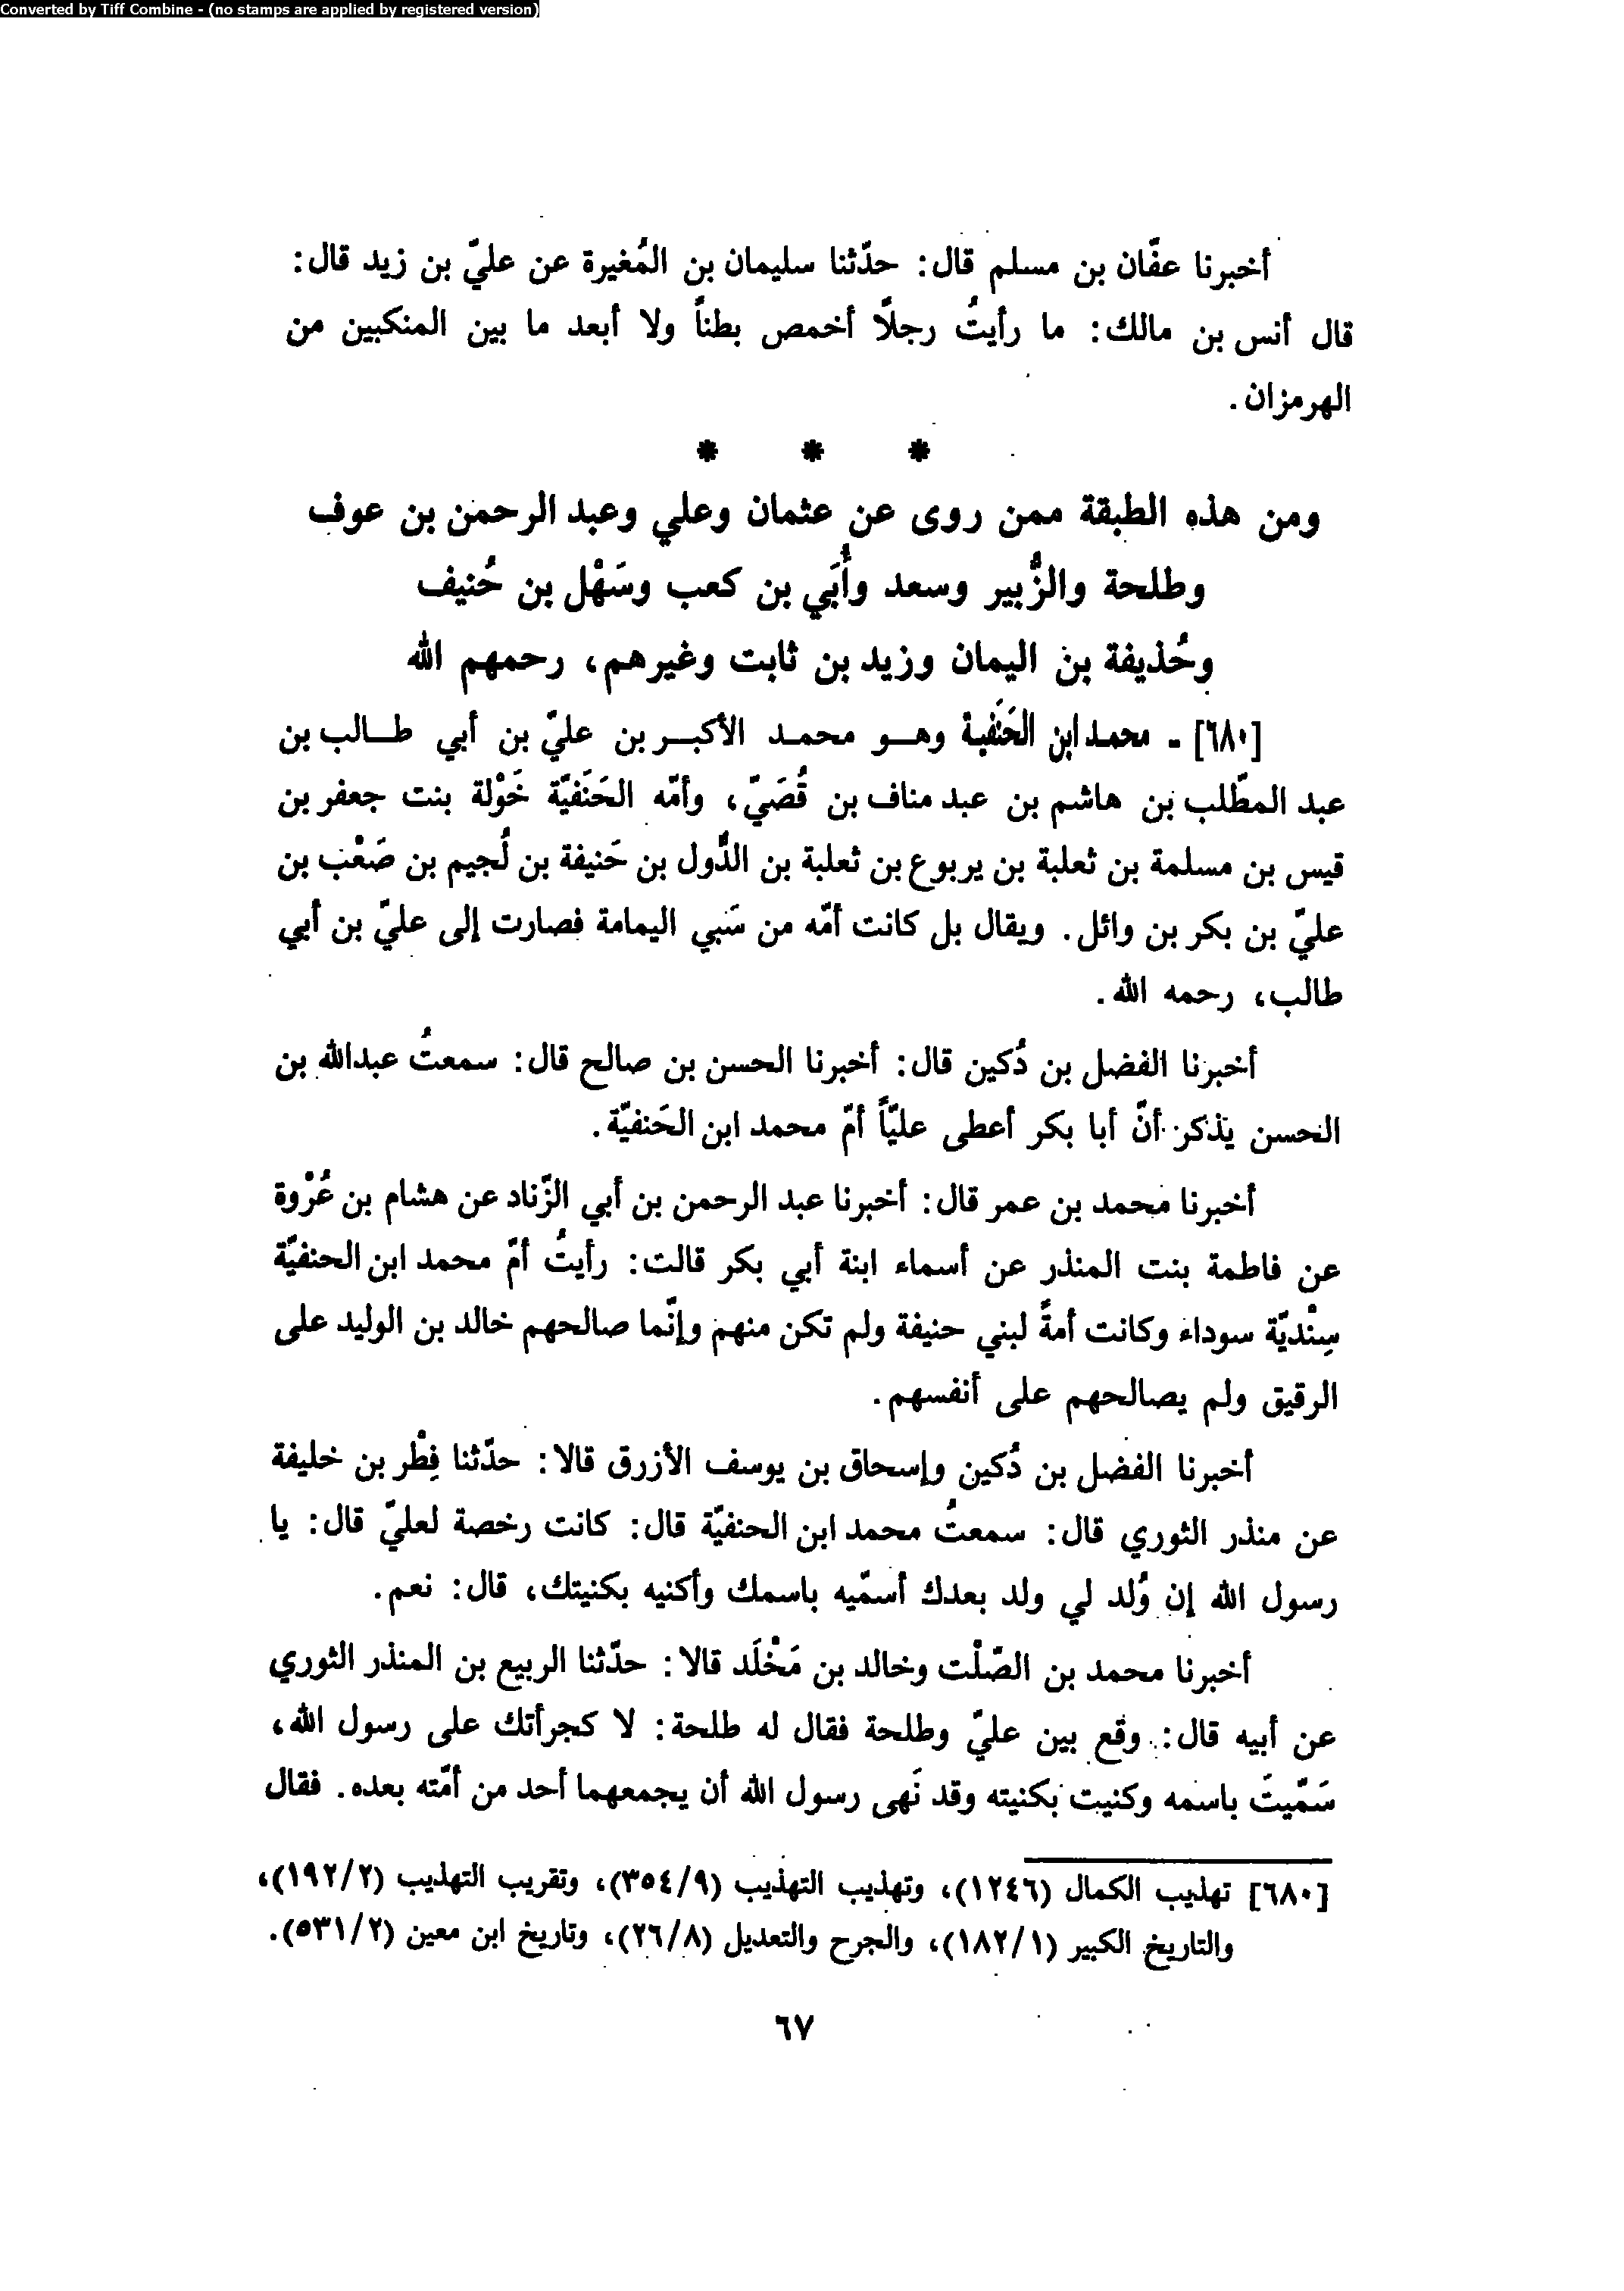 Converted by Tiff Combine - (no stamps are applied by registered version)
أخبرنا عفّان بن مسلم قال: حدّثنا سليمان بن المُغيرة عن عليّ بن زيد قال:
قال أنس بن مالك: ما رأيتُ رجلاً أخمص بطناً ولا أبعد ما بين المنكبين من
الهرمزان.
* * *
ومن هذه الطبقة ممن روى عن عثمان وعلي وعبد الرحمن بن عوف
وطلحة والزُّبير وسعد وأُبَي بن كعب وسَهْل بن حُنيف
وحُذيفة بن اليمان وزيد بن ثابت وغيرهم، رحمهم الله
[٦٨٠] ـ محمد ابن الحَنَفية وهو محمد الأكبر بن عليّ بن أبي طالب بن
عبد المطّلب بن هاشم بن عبد مناف بن قُصَيّ، وأمّه الحَنَفيّة خَوْلة بنت جعفر بن
قيس بن مسلمة بن ثعلبة بن يربوع بن ثعلبة بن الدُّول بن حَنيفة بن لُجيم بن صَعْب بن
عليّ بن بكر بن وائل. ويقال بل كانت أمّه من سَبي اليمامة فصارت إلى عليّ بن أبي
طالب، رحمه الله.
أخبرنا الفضل بن دُكين قال: أخبرنا الحسن بن صالح قال: سمعتُ عبدالله بن
الحسن يذكر أنّ أبا بكر أعطى عليّاً أمّ محمد ابن الحَنفيّة.
أخبرنا محمد بن عمر قال: أخبرنا عبد الرحمن بن أبي الزّناد عن هشام بن عُرْوة
عن فاطمة بنت المنذر عن أسماء ابنة أبي بكر قالت: رأيتُ أمّ محمد ابن الحنفيّة
سِنْديّة سوداء وكانت أمةً لبني حنيفة ولم تكن منهم وإنّما صالحهم خالد بن الوليد على
الرقيق ولم يصالحهم على أنفسهم.
أخبرنا الفضل بن دُكين وإسحاق بن يوسف الأزرق قالا: حدّثنا فِطْر بن خليفة
عن منذر الثوري قال: سمعتُ محمد ابن الحنفيّة قال: كانت رخصة لعليّ قال: يا
رسول الله إن وُلد لي ولد بعدك أسمّيه باسمك وأكنيه بكنيتك، قال: نعم.
أخبرنا محمد بن الصّلْت وخالد بن مَخْلَد قالا: حدّثنا الربيع بن المنذر الثوري
عن أبيه قال: وقع بين عليّ وطلحة فقال له طلحة: لا كجرأتك على رسول الله،
سَمّيتَ باسمه وكنيت بكنيته وقد نَهى رسول الله أن يجمعهما أحد من أمّته بعده. فقال
[٦٨٠] تهذيب الكمال (١٢٤٦)، وتهذيب التهذيب (٣٥٤/٩)، وتقريب التهذيب (١٩٢/٢)،
والتاريخ الكبير (١٨٢/١)، والجرح والتعديل (٢٦/٨)، وتاريخ ابن معين (٥٣١/٢).
٦٧